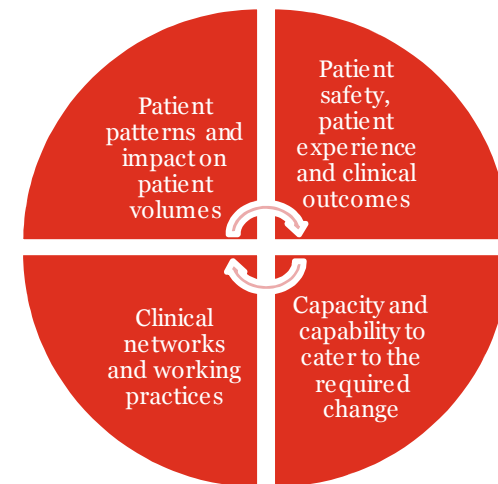 Patient
patterns and
impact on
patient
volumes
Patient
safety,
patient
experience
and clinical
outcomes
Clinical
networks
and working
practices
Capacity and
capability to
cater to the
required
change